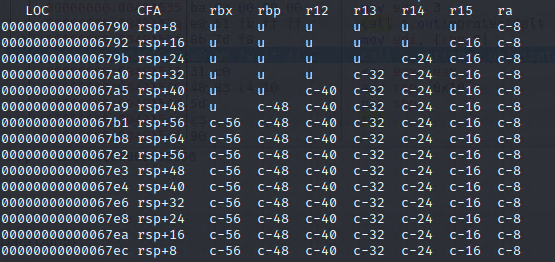 LOC CFA rbx rbp r12 r13 r14 r15 ra
0000000000006790 rsp+8 u u u u u u c-8
0000000000006792 rsp+16 u u u u u c-16 c-8
000000000000679b rsp+24 u u u u c-24 c-16 c-8
00000000000067a0 rsp+32 u u u c-32 c-24 c-16 c-8
00000000000067a5 rsp+40 u u c-40 c-32 c-24 c-16 c-8
00000000000067a9 rsp+48 u c-48 c-40 c-32 c-24 c-16 c-8
00000000000067b1 rsp+56 c-56 c-48 c-40 c-32 c-24 c-16 c-8
00000000000067b8 rsp+64 c-56 c-48 c-40 c-32 c-24 c-16 c-8
00000000000067e2 rsp+56 c-56 c-48 c-40 c-32 c-24 c-16 c-8
00000000000067e3 rsp+48 c-56 c-48 c-40 c-32 c-24 c-16 c-8
00000000000067e4 rsp+40 c-56 c-48 c-40 c-32 c-24 c-16 c-8
00000000000067e6 rsp+32 c-56 c-48 c-40 c-32 c-24 c-16 c-8
00000000000067e8 rsp+24 c-56 c-48 c-40 c-32 c-24 c-16 c-8
00000000000067ea rsp+16 c-56 c-48 c-40 c-32 c-24 c-16 c-8
00000000000067ec rsp+8 c-56 c-48 c-40 c-32 c-24 c-16 c-8